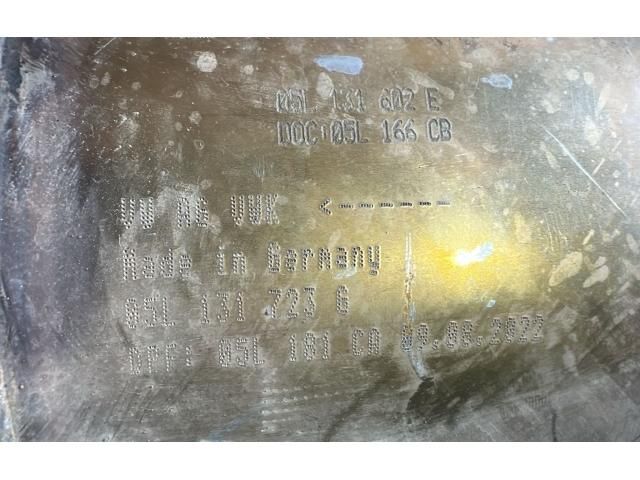 05L 131 602 E
DOC:05L 166 CB
VW AG VWK <------
Made in Germany
05L 131 723 G
DPF: 05L 181 CA 09.08.2022